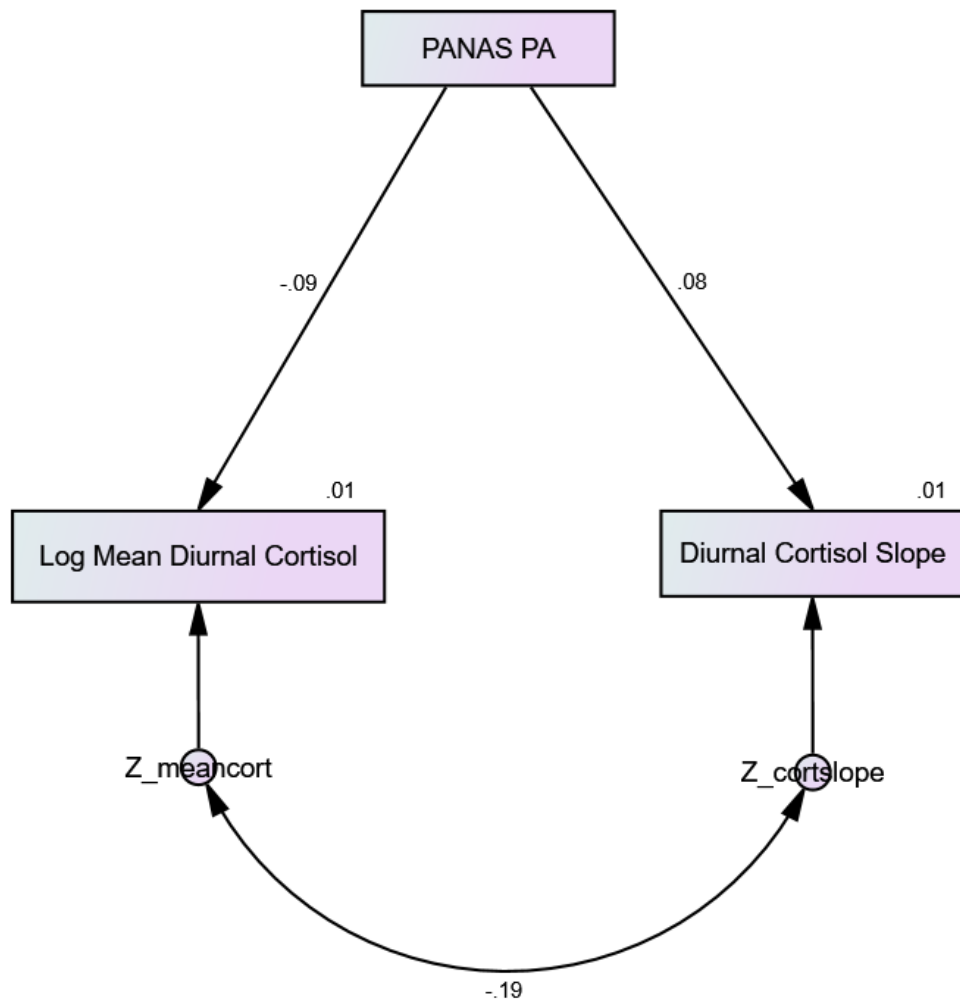 PANAS PA
-.09
.08
.01
.01
Log Mean Diurnal Cortisol
Diurnal Cortisol Slope
Z_meancort
Z_cortslope
-.19